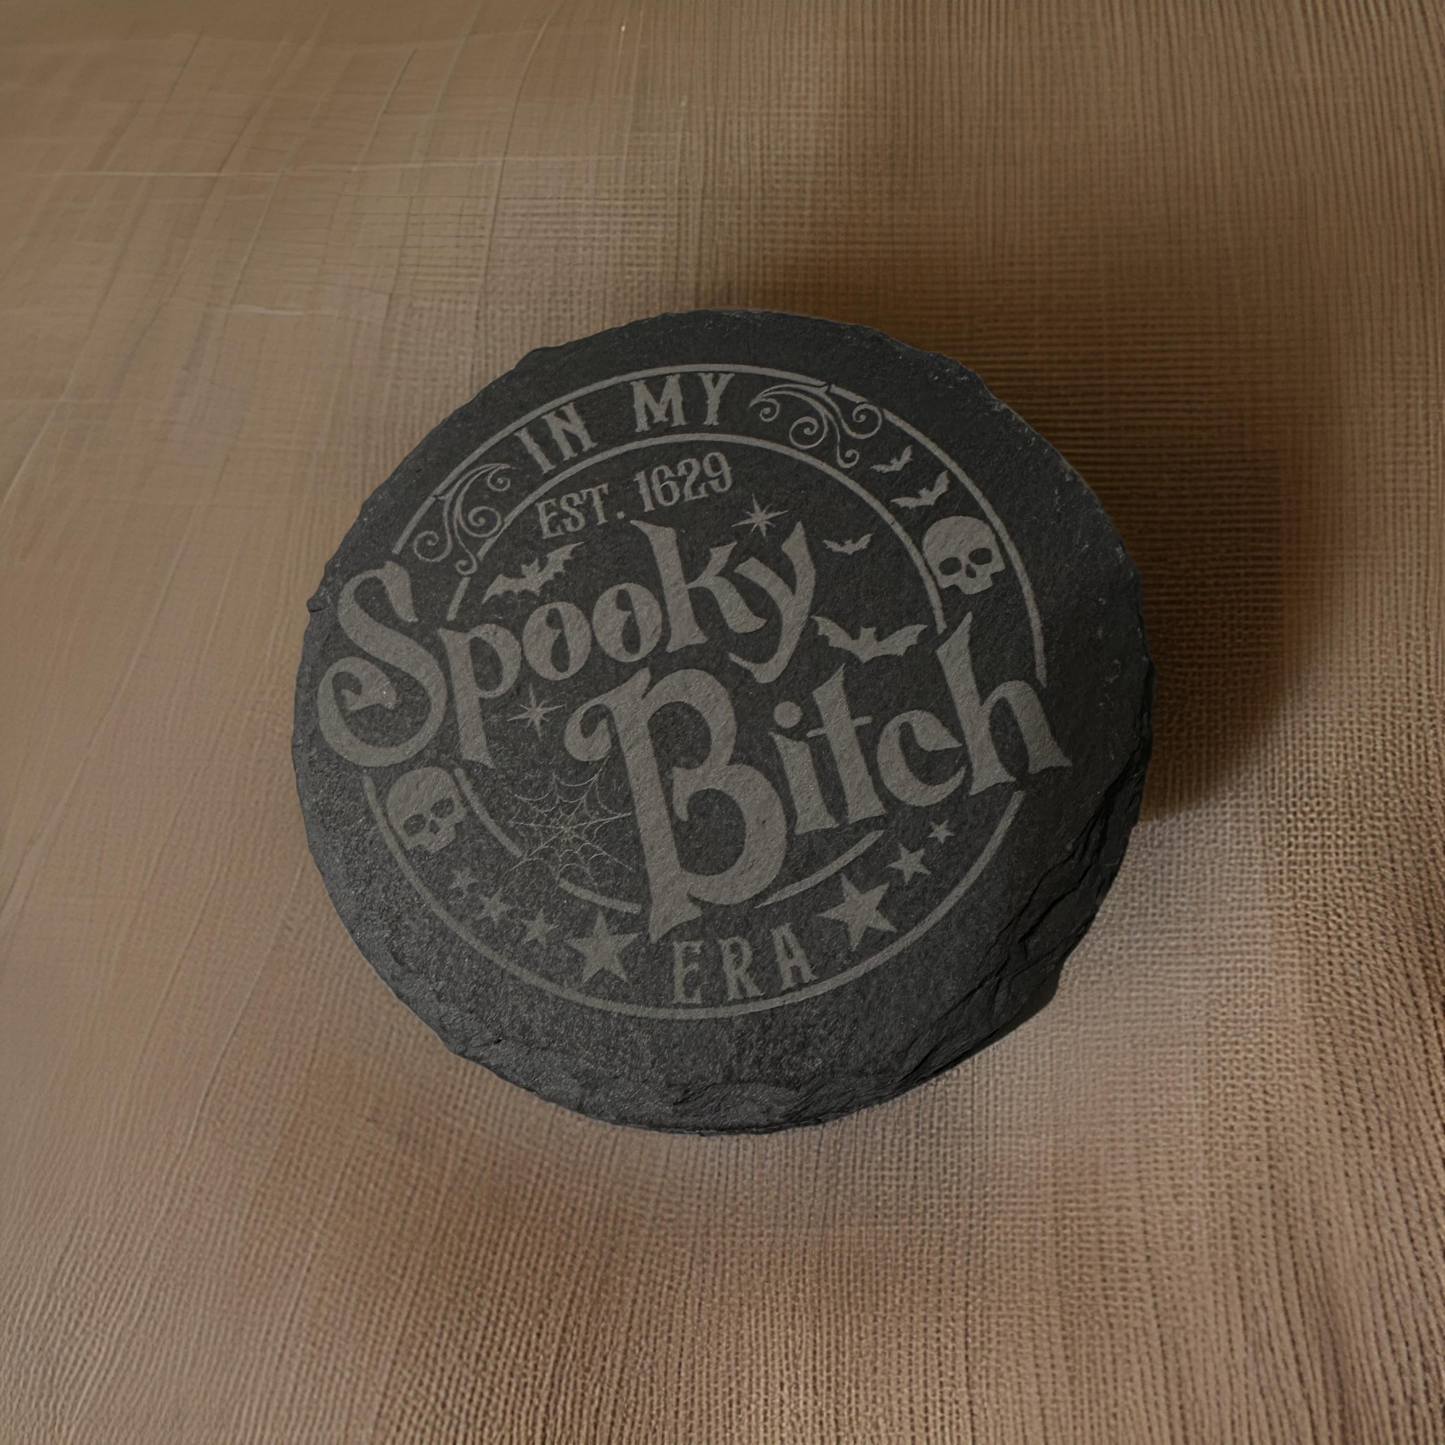 IN MY
EST. 1629
Spooky
Bitch
ERA